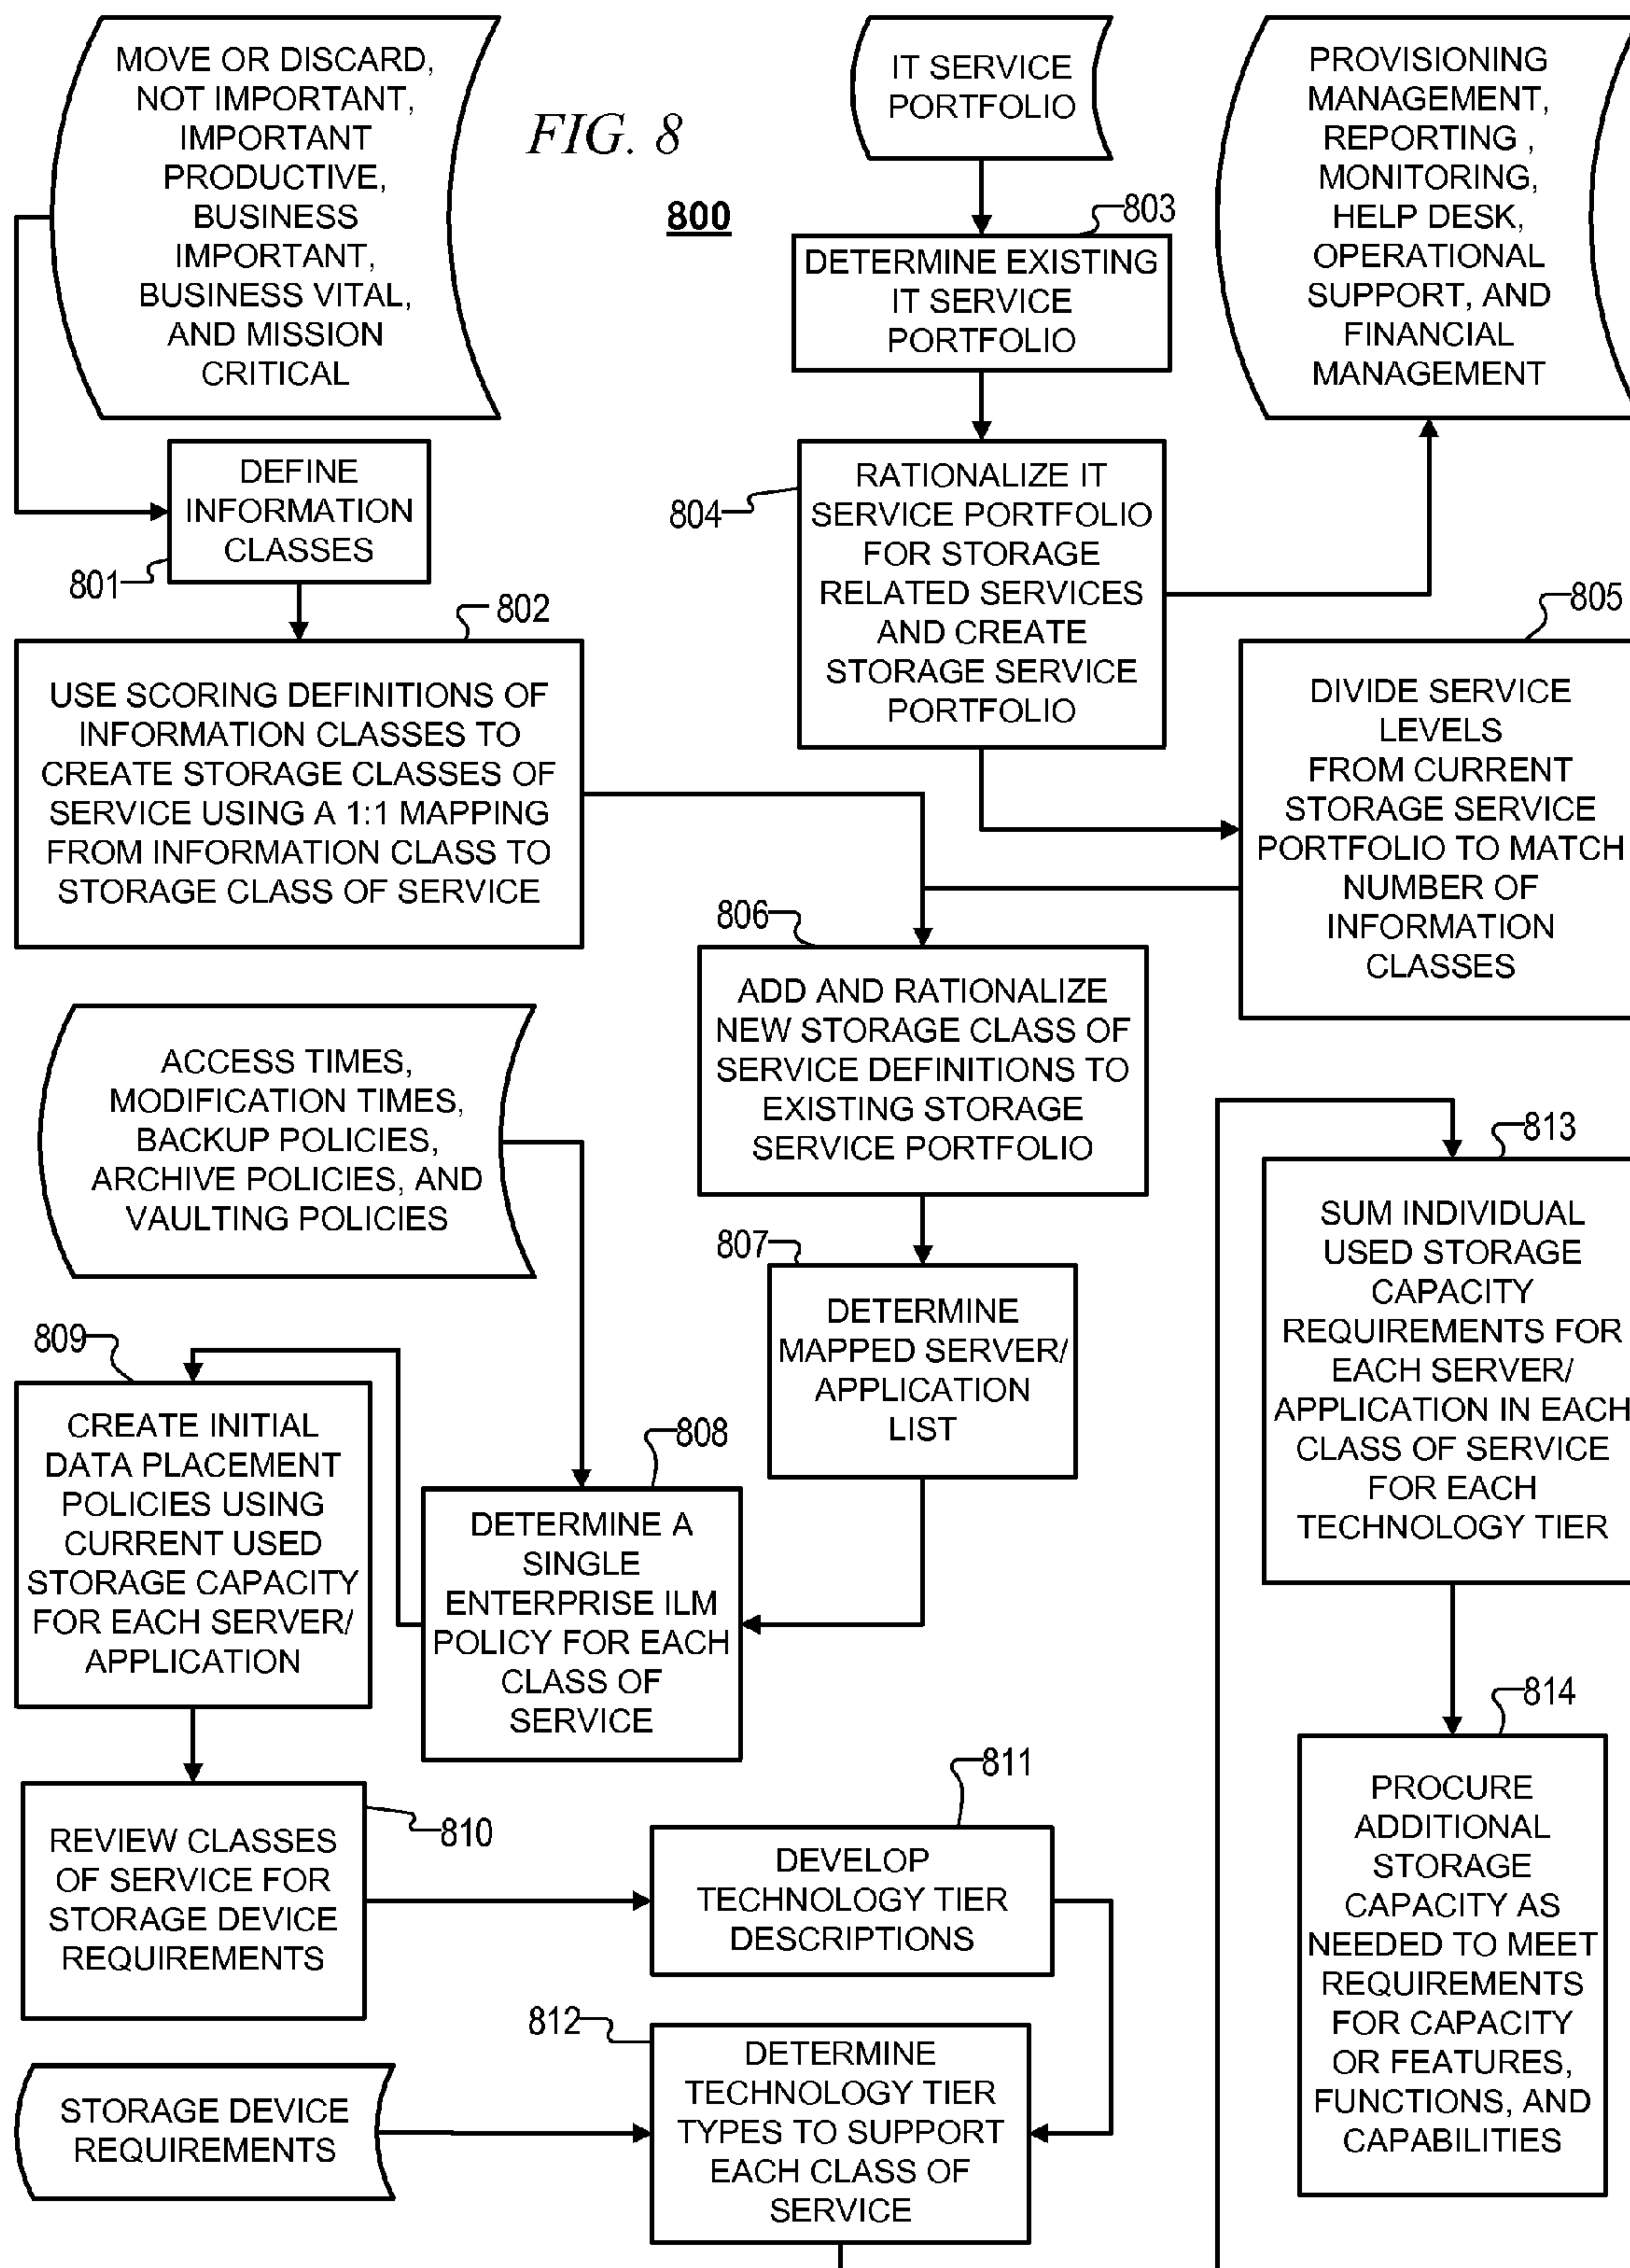 MOVE OR DISCARD,
NOT IMPORTANT,
IMPORTANT
PRODUCTIVE,
BUSINESS
IMPORTANT,
BUSINESS VITAL,
AND MISSION
CRITICAL
FIG. 8
800
IT SERVICE
PORTFOLIO
PROVISIONING
MANAGEMENT,
REPORTING ,
MONITORING,
HELP DESK,
OPERATIONAL
SUPPORT, AND
FINANCIAL
MANAGEMENT
803
DETERMINE EXISTING
IT SERVICE
PORTFOLIO
DEFINE
INFORMATION
CLASSES
801
804
RATIONALIZE IT
SERVICE PORTFOLIO
FOR STORAGE
RELATED SERVICES
AND CREATE
STORAGE SERVICE
PORTFOLIO
802
USE SCORING DEFINITIONS OF
INFORMATION CLASSES TO
CREATE STORAGE CLASSES OF
SERVICE USING A 1:1 MAPPING
FROM INFORMATION CLASS TO
STORAGE CLASS OF SERVICE
805
DIVIDE SERVICE
LEVELS
FROM CURRENT
STORAGE SERVICE
PORTFOLIO TO MATCH
NUMBER OF
INFORMATION
CLASSES
806
ADD AND RATIONALIZE
NEW STORAGE CLASS OF
SERVICE DEFINITIONS TO
EXISTING STORAGE
SERVICE PORTFOLIO
ACCESS TIMES,
MODIFICATION TIMES,
BACKUP POLICIES,
ARCHIVE POLICIES, AND
VAULTING POLICIES
807
DETERMINE
MAPPED SERVER/
APPLICATION
LIST
808
DETERMINE A
SINGLE
ENTERPRISE ILM
POLICY FOR EACH
CLASS OF
SERVICE
809
CREATE INITIAL
DATA PLACEMENT
POLICIES USING
CURRENT USED
STORAGE CAPACITY
FOR EACH SERVER/
APPLICATION
810
REVIEW CLASSES
OF SERVICE FOR
STORAGE DEVICE
REQUIREMENTS
811
DEVELOP
TECHNOLOGY TIER
DESCRIPTIONS
812
DETERMINE
TECHNOLOGY TIER
TYPES TO SUPPORT
EACH CLASS OF
SERVICE
STORAGE DEVICE
REQUIREMENTS
813
SUM INDIVIDUAL
USED STORAGE
CAPACITY
REQUIREMENTS FOR
EACH SERVER/
APPLICATION IN EACH
CLASS OF SERVICE
FOR EACH
TECHNOLOGY TIER
814
PROCURE
ADDITIONAL
STORAGE
CAPACITY AS
NEEDED TO MEET
REQUIREMENTS
FOR CAPACITY
OR FEATURES,
FUNCTIONS, AND
CAPABILITIES